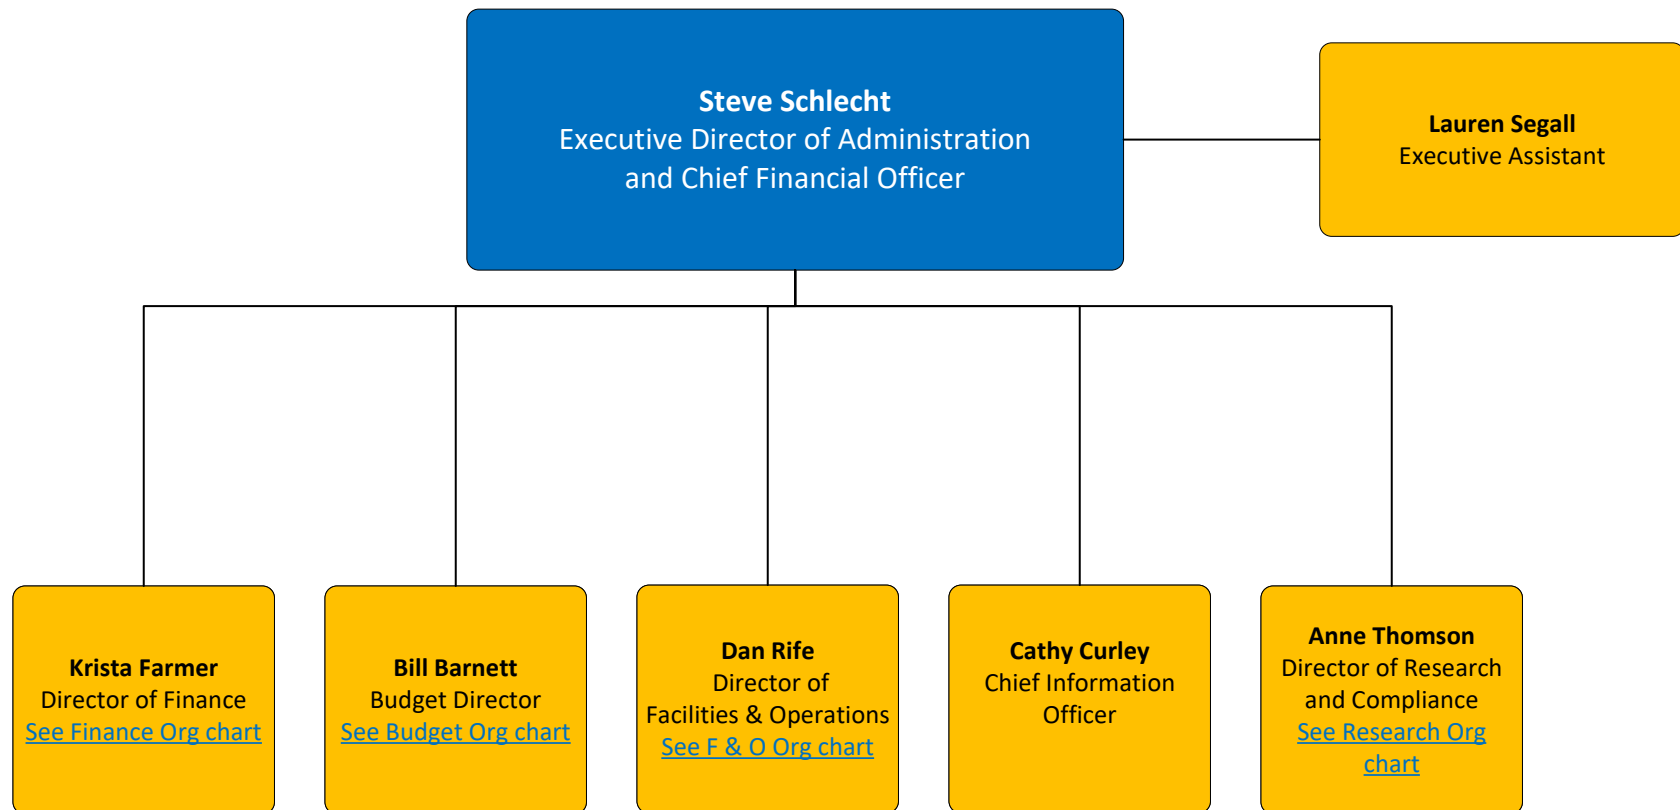 Steve Schlecht
Executive Director of Administration
and Chief Financial Officer
Lauren Segall
Executive Assistant
Krista Farmer
Director of Finance
See Finance Org chart
Bill Barnett
Budget Director
See Budget Org chart
Dan Rife
Director of
Facilities & Operations
See F & O Org chart
Cathy Curley
Chief Information
Officer
Anne Thomson
Director of Research
and Compliance
See Research Org
chart